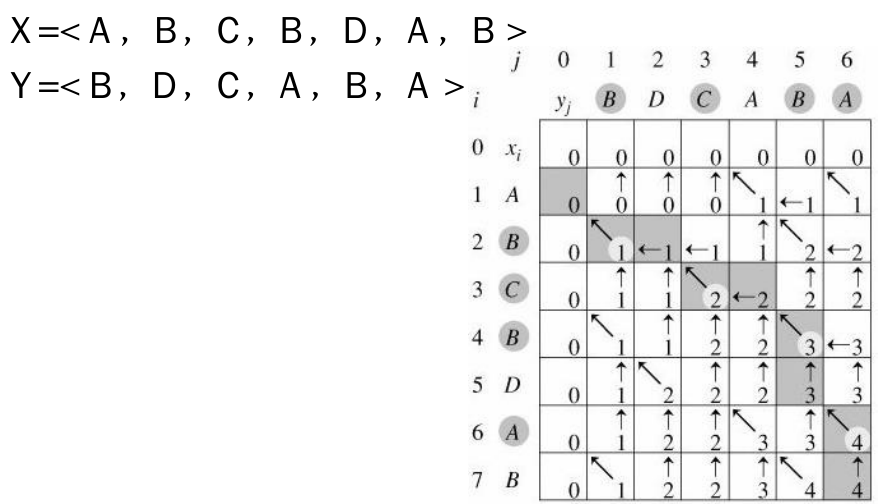 X=<A, B, C, B, D, A, B>
Y=<B, D, C, A, B, A>
j 0 1 2 3 4 5 6
i yj B D C A B A
0 xi 0 0 0 0 0 0 0
1 A 0 ↑0 ↑0 ↑0 ↖1 ←1 ↖1
2 B 0 ↖1 ←1 ←1 ↑1 ↖2 ←2
3 C 0 ↑1 ↑1 ↖2 ←2 ↑2 ↑2
4 B 0 ↖1 ↑1 ↑2 ↑2 ↖3 ←3
5 D 0 ↑1 ↖2 ↑2 ↑2 ↑3 ↑3
6 A 0 ↑1 ↑2 ↑2 ↖3 ↑3 ↖4
7 B 0 ↖1 ↑2 ↑2 ↑3 ↖4 ↑4